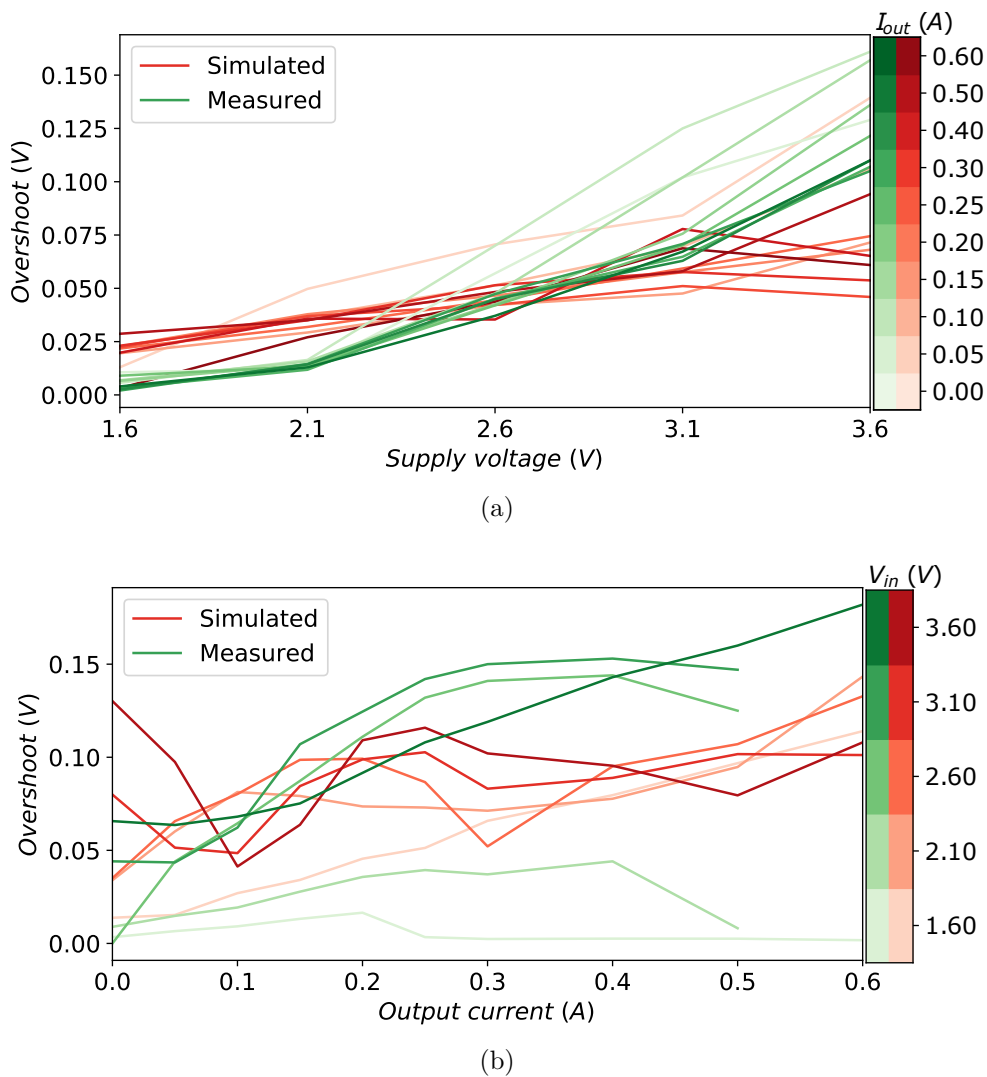 I_out (A)
Simulated
Measured
0.150
0.125
0.100
0.075
0.050
0.025
0.000
Overshoot (V)
0.60
0.50
0.40
0.30
0.25
0.20
0.15
0.10
0.05
0.00
1.6 2.1 2.6 3.1 3.6
Supply voltage (V)
(a)
V_in (V)
Simulated
Measured
0.15
0.10
0.05
0.00
Overshoot (V)
3.60
3.10
2.60
2.10
1.60
0.0 0.1 0.2 0.3 0.4 0.5 0.6
Output current (A)
(b)